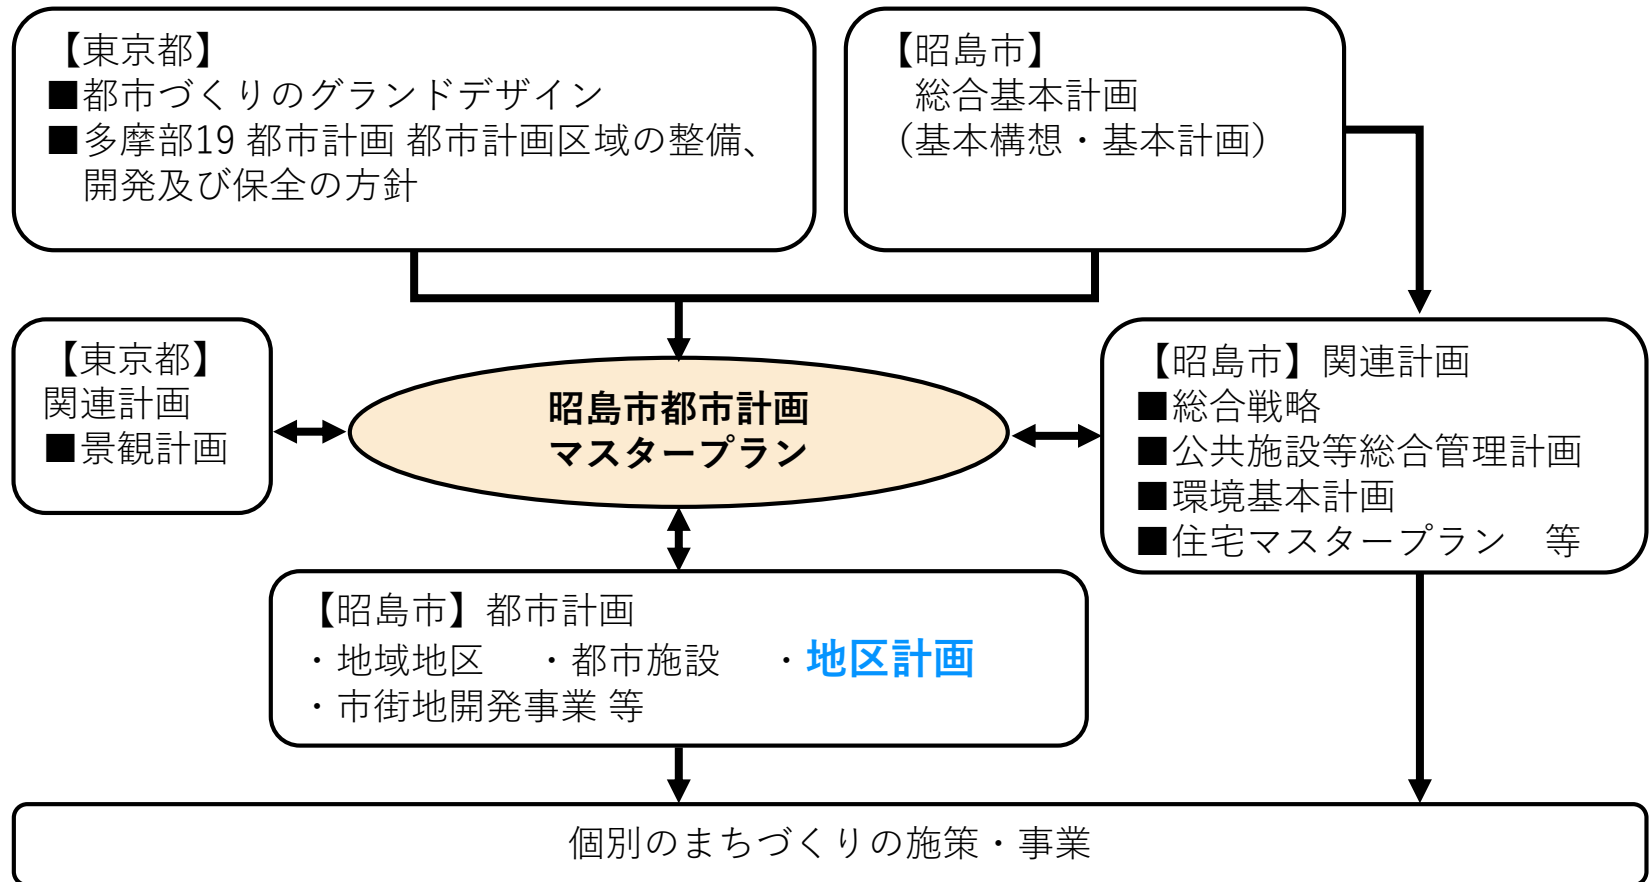 【東京都】
■都市づくりのグランドデザイン
■多摩部19 都市計画 都市計画区域の整備、
開発及び保全の方針
【昭島市】
総合基本計画
（基本構想・基本計画）
【東京都】
関連計画
■景観計画
昭島市都市計画
マスタープラン
【昭島市】関連計画
■総合戦略
■公共施設等総合管理計画
■環境基本計画
■住宅マスタープラン　等
【昭島市】都市計画
・地域地区　・都市施設　・地区計画
・市街地開発事業 等
個別のまちづくりの施策・事業